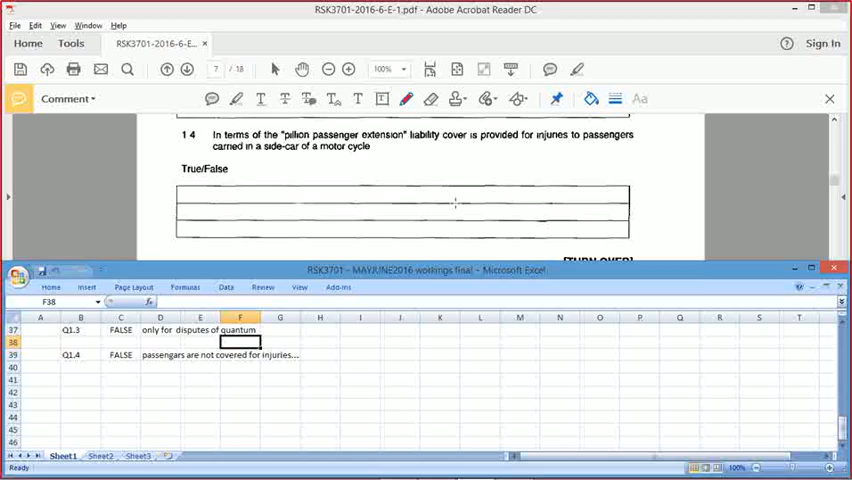 RSK3701-2016-6-E-1.pdf - Adobe Acrobat Reader DC
File Edit View Window Help
Home Tools RSK3701-2016-6-E... × Sign In
7 / 18 100%
Comment Aa
1 4 In terms of the "pillion passenger extension" liability cover is provided for injuries to passengers
carried in a side-car of a motor cycle
True/False
[TURN OVER]
RSK3701 - MAYJUNE2016 workings final - Microsoft Excel
Home Insert Page Layout Formulas Data Review View Add-Ins
F38 fx
A B C D E F G H I J K L M N O P Q R S T
37 Q1.3 FALSE only for disputes of quantum
38
39 Q1.4 FALSE passengars are not covered for injuries...
40
41
42
43
44
45
46
Sheet1 Sheet2 Sheet3
Ready 100%